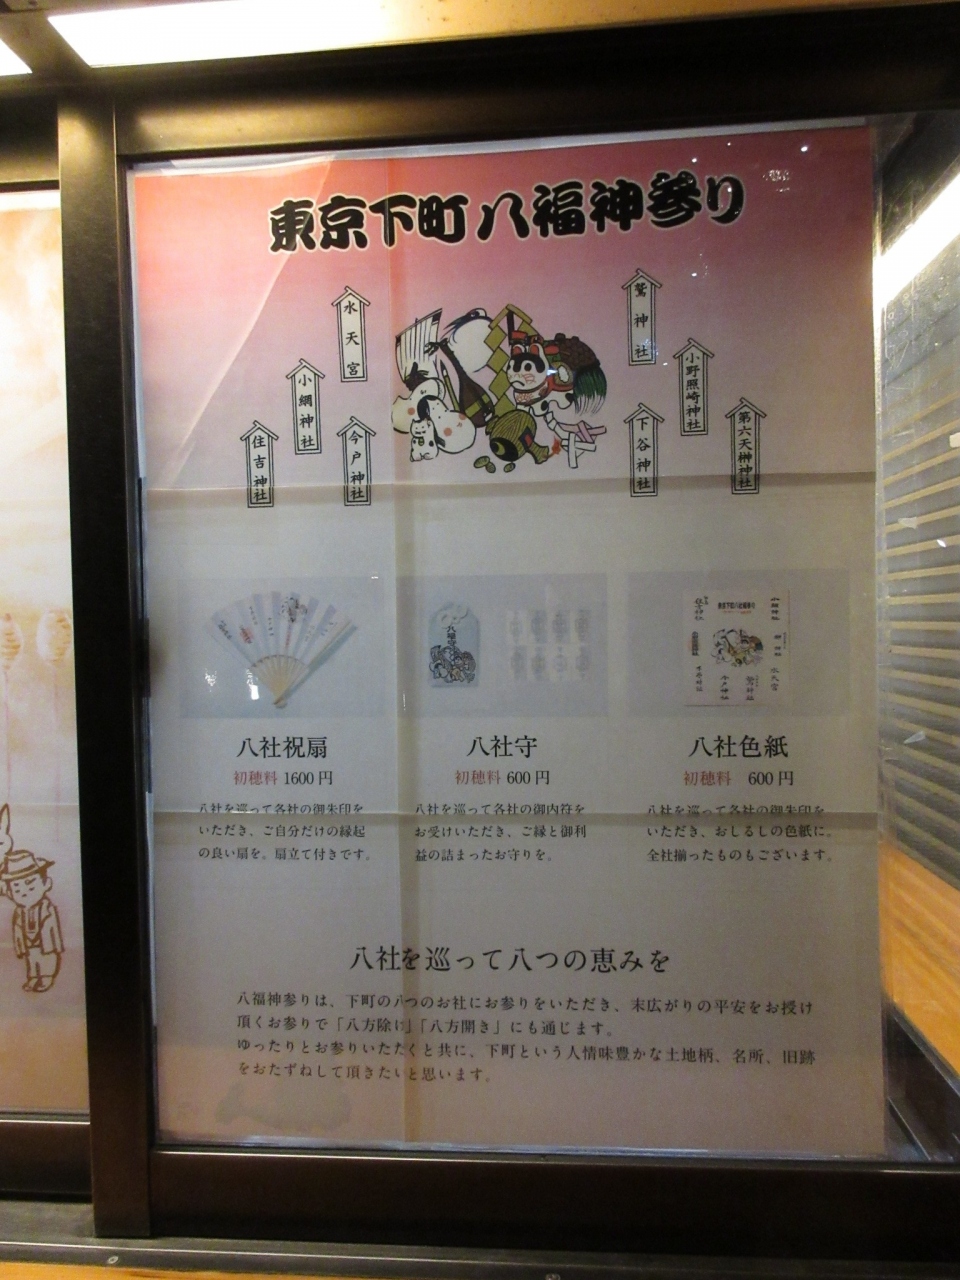 東京下町八福神参り
水天宮
小網神社
住吉神社
今戸神社
鷲神社
小野照崎神社
下谷神社
第六天榊神社
八社祝扇
初穂料 1600円
八社を巡って各社の御朱印を
いただき、ご自分だけの縁起
の良い扇を。扇立て付きです。
八社守
初穂料 600円
八社を巡って各社の御内符を
お受けいただき、ご縁と御利
益の詰まったお守りを。
八社色紙
初穂料 600円
八社を巡って各社の御朱印を
いただき、おしるしの色紙に。
全社揃ったものもございます。
八社を巡って八つの恵みを
八福神参りは、下町の八つのお社にお参りをいただき、末広がりの平安をお授け
頂くお参りで「八方除け」「八方開き」にも通じます。
ゆったりとお参りいただくと共に、下町という人情味豊かな土地柄、名所、旧跡
をおたずねして頂きたいと思います。